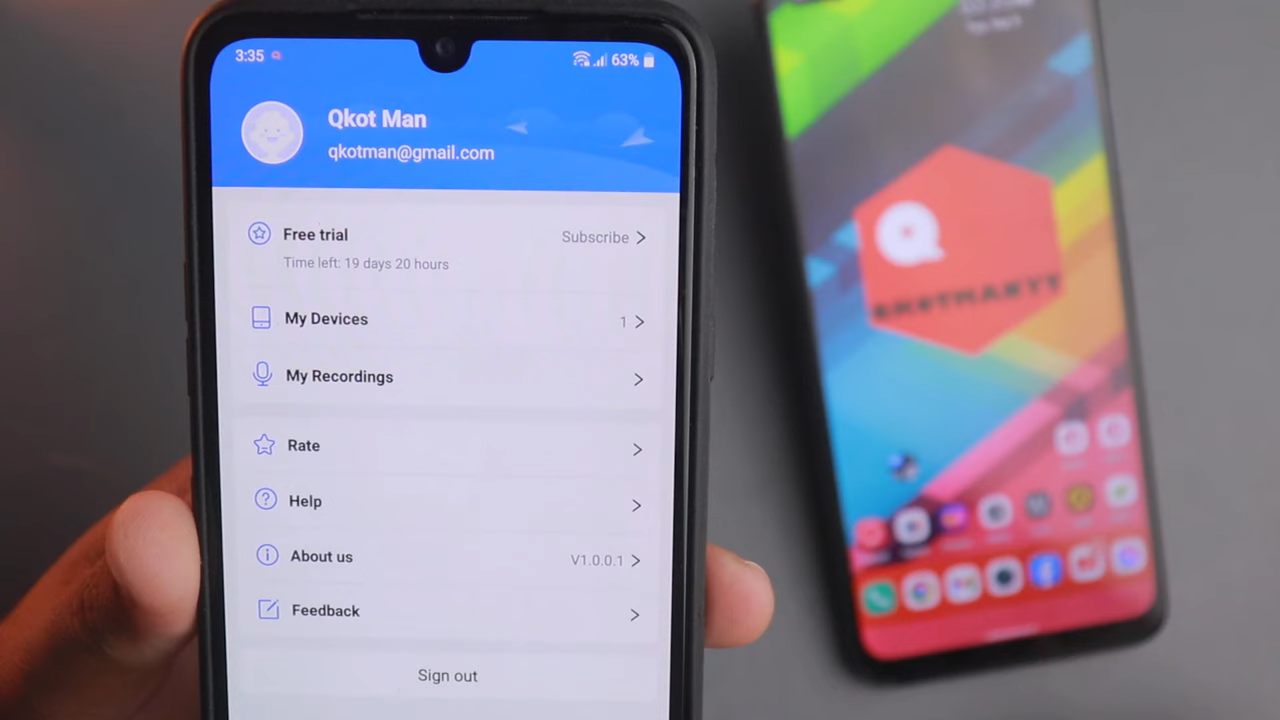 3:35
63%
Qkot Man
qkotman@gmail.com
Free trial
Subscribe
Time left: 19 days 20 hours
My Devices
1
My Recordings
Rate
Help
About us
V1.0.0.1
Feedback
Sign out